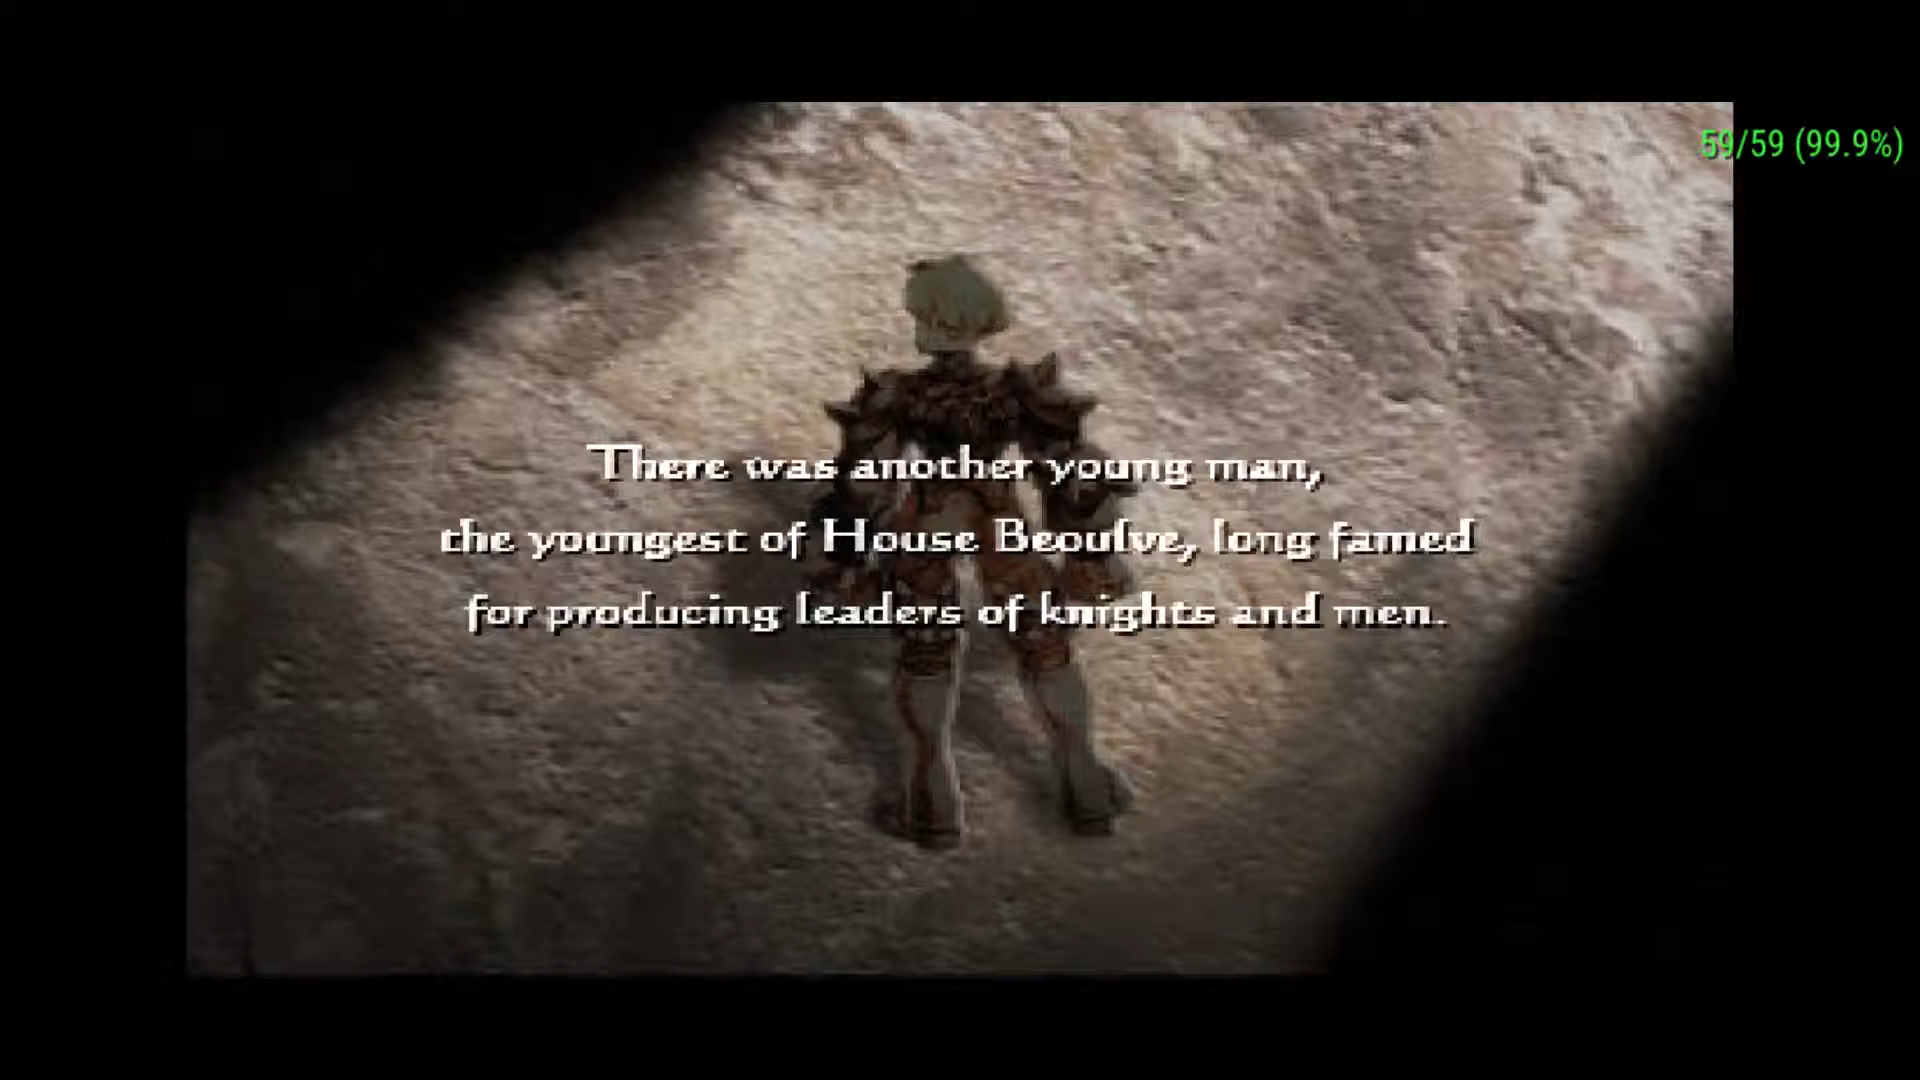 59/59 (99.9%)
There was another young man,
the youngest of House Beoulve, long famed
for producing leaders of knights and men.